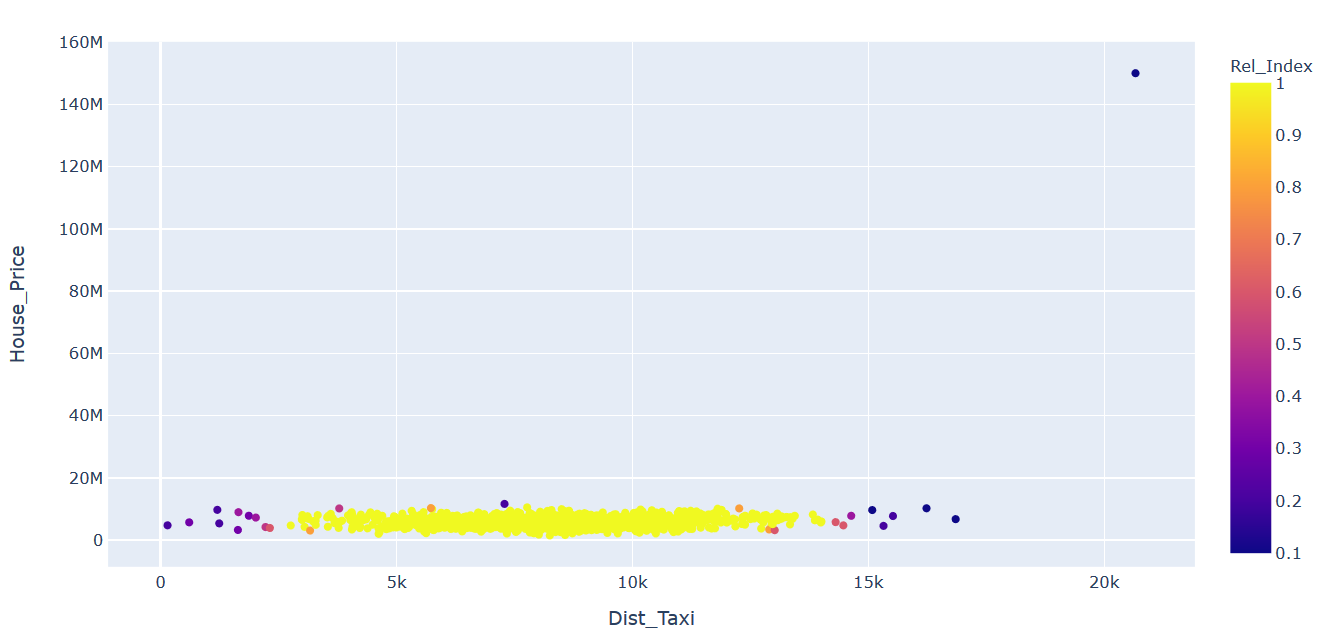 160M
140M
120M
100M
80M
60M
40M
20M
0
House_Price
0
5k
10k
15k
20k
Dist_Taxi
Rel_Index
1
0.9
0.8
0.7
0.6
0.5
0.4
0.3
0.2
0.1